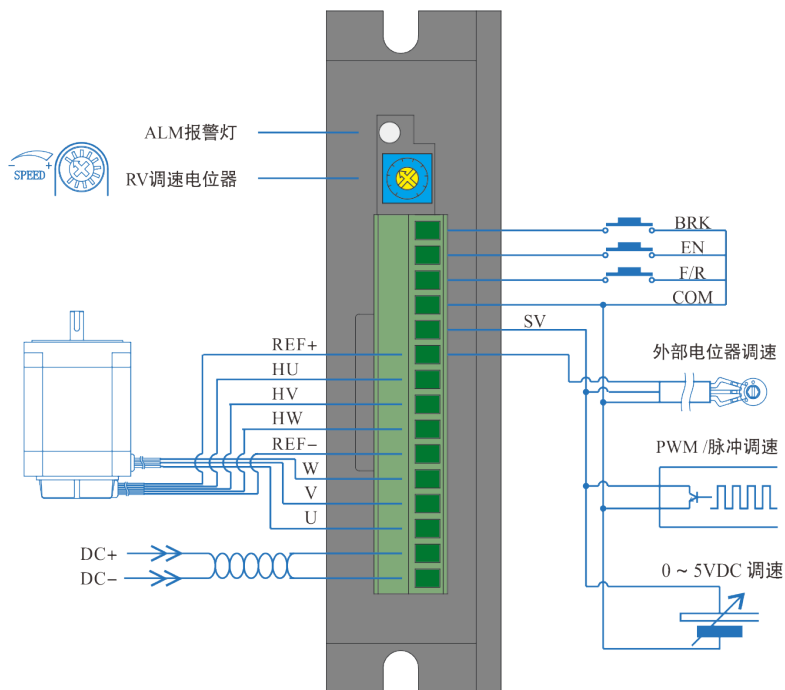 ALM报警灯
- +
SPEED
RV调速电位器
BRK
EN
F/R
COM
SV
外部电位器调速
REF+
HU
HV
HW
REF-
W
V
U
PWM /脉冲调速
DC+
DC-
0 ~ 5VDC 调速